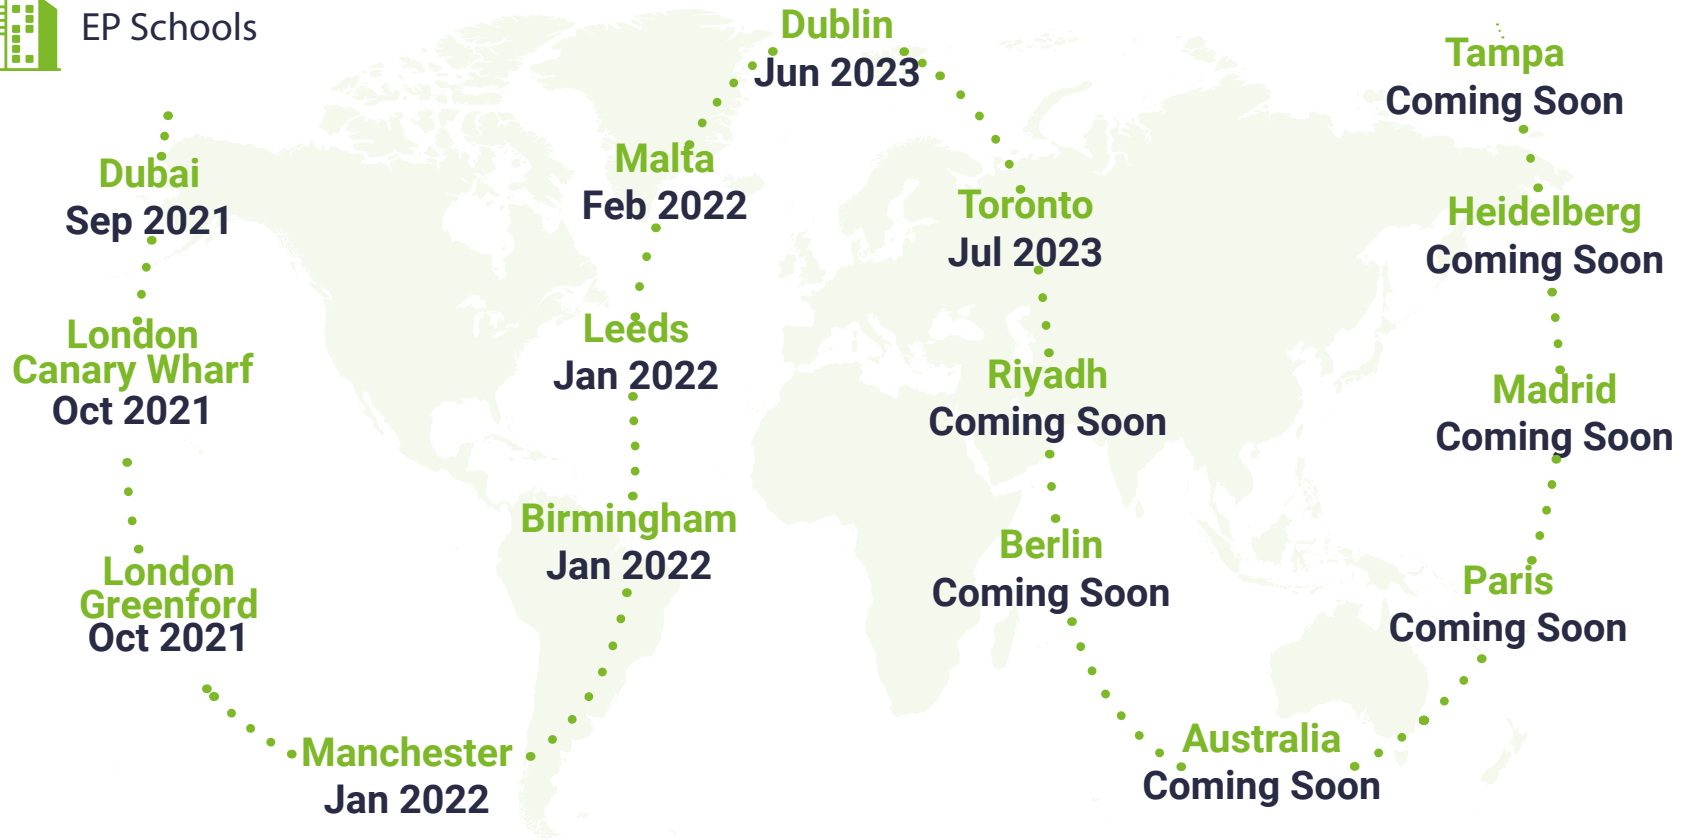 EP Schools
Dubai
Sep 2021
London
Canary Wharf
Oct 2021
London
Greenford
Oct 2021
Manchester
Jan 2022
Birmingham
Jan 2022
Leeds
Jan 2022
Malta
Feb 2022
Dublin
Jun 2023
Toronto
Jul 2023
Riyadh
Coming Soon
Berlin
Coming Soon
Australia
Coming Soon
Paris
Coming Soon
Madrid
Coming Soon
Heidelberg
Coming Soon
Tampa
Coming Soon